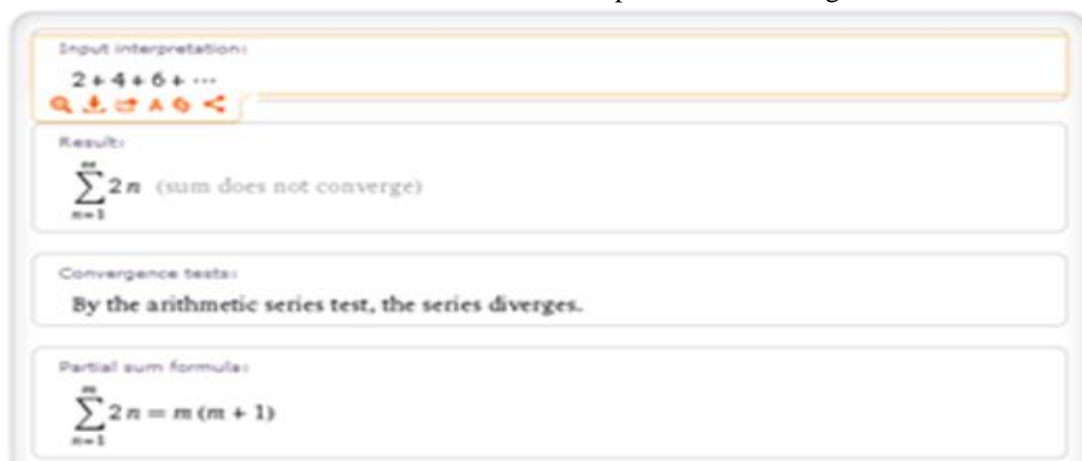 Input interpretation:
2 + 4 + 6 + ⋯
A
Result:
∞
∑ 2 n (sum does not converge)
n=1
Convergence tests:
By the arithmetic series test, the series diverges.
Partial sum formula:
m
∑ 2 n = m (m + 1)
n=1